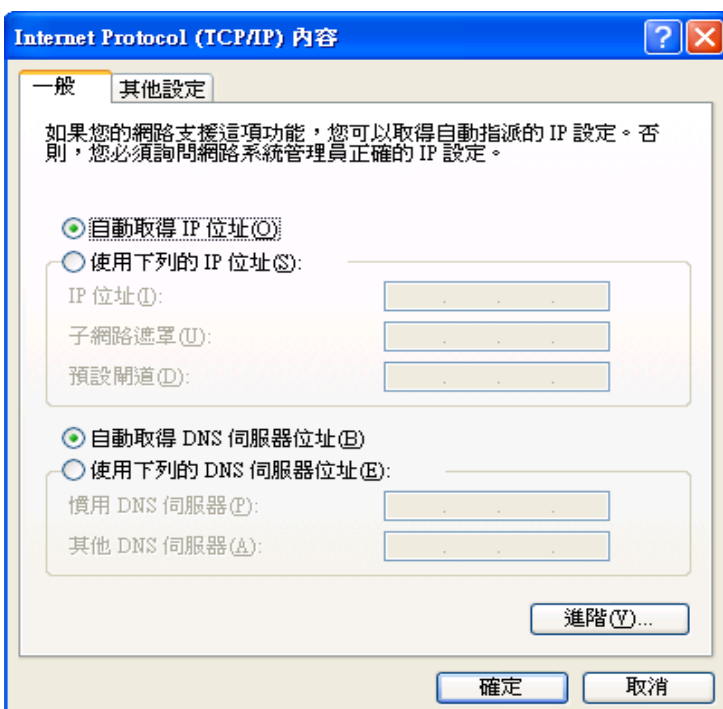 Internet Protocol (TCP/IP) 內容
一般 其他設定
如果您的網路支援這項功能，您可以取得自動指派的 IP 設定。否
則，您必須詢問網路系統管理員正確的 IP 設定。
自動取得 IP 位址(O)
使用下列的 IP 位址(S):
IP 位址(I):
子網路遮罩(U):
預設閘道(D):
自動取得 DNS 伺服器位址(B)
使用下列的 DNS 伺服器位址(E):
慣用 DNS 伺服器(P):
其他 DNS 伺服器(A):
進階(V)...
確定 取消